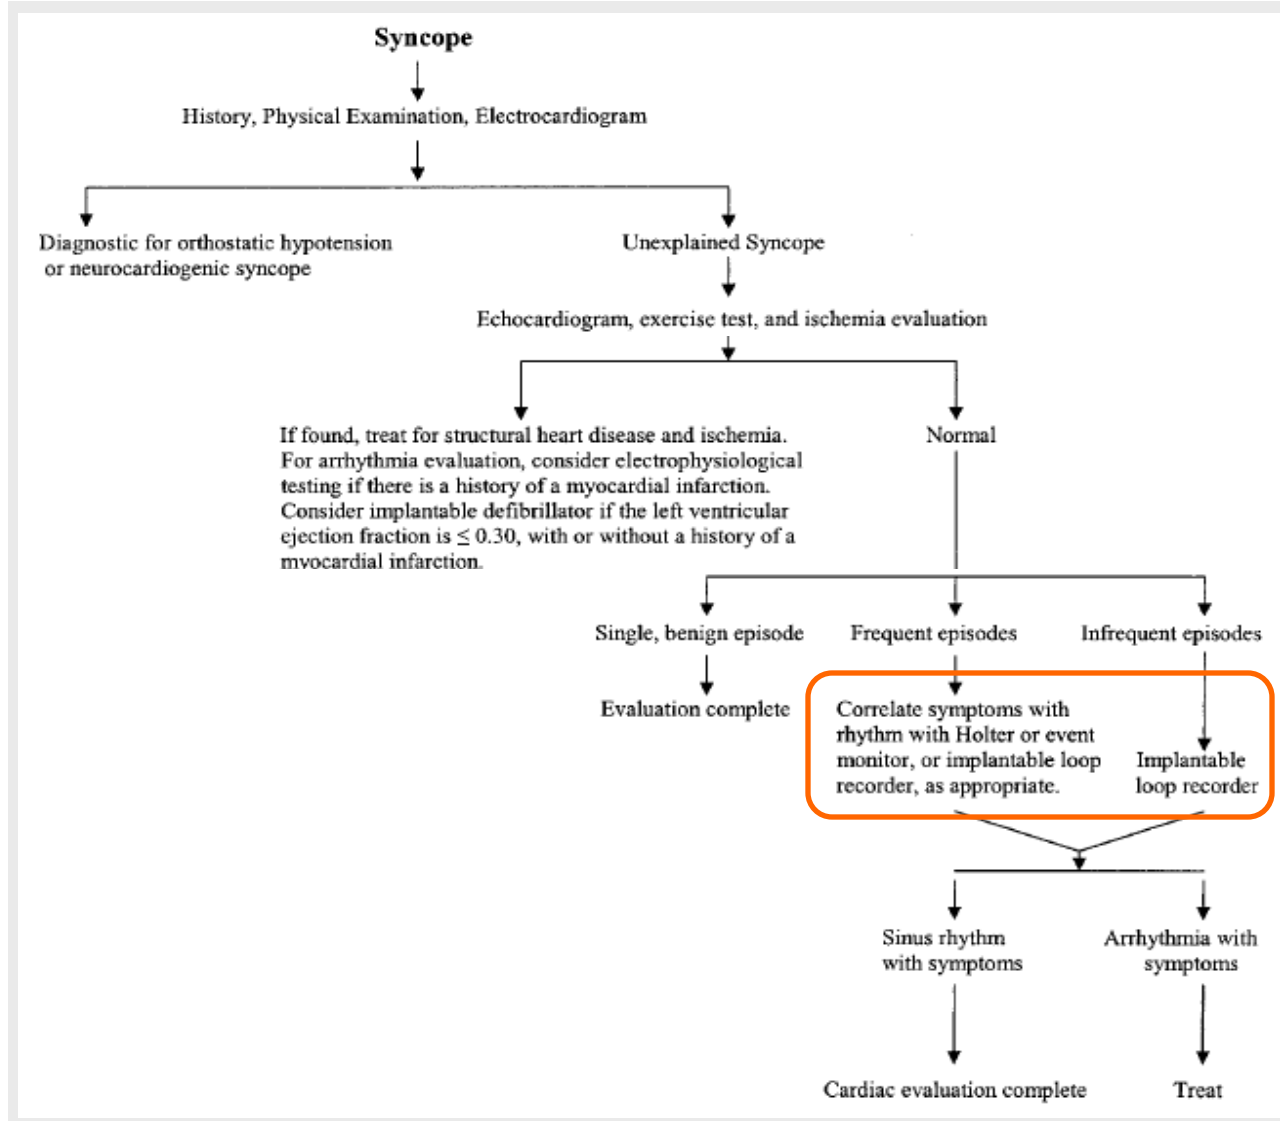 Syncope
History, Physical Examination, Electrocardiogram
Diagnostic for orthostatic hypotension
or neurocardiogenic syncope
Unexplained Syncope
Echocardiogram, exercise test, and ischemia evaluation
If found, treat for structural heart disease and ischemia.
For arrhythmia evaluation, consider electrophysiological
testing if there is a history of a myocardial infarction.
Consider implantable defibrillator if the left ventricular
ejection fraction is ≤ 0.30, with or without a history of a
myocardial infarction.
Normal
Single, benign episode
Frequent episodes
Infrequent episodes
Evaluation complete
Correlate symptoms with
rhythm with Holter or event
monitor, or implantable loop
recorder, as appropriate.
Implantable
loop recorder
Sinus rhythm
with symptoms
Arrhythmia with
symptoms
Cardiac evaluation complete
Treat